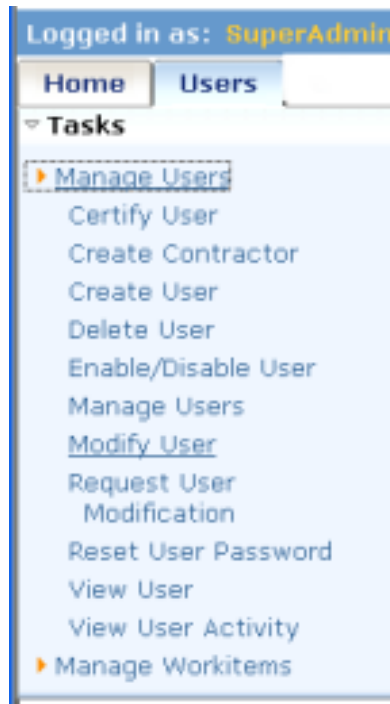 Logged in as: SuperAdmin
Home Users
Tasks
Manage Users
Certify User
Create Contractor
Create User
Delete User
Enable/Disable User
Manage Users
Modify User
Request User
Modification
Reset User Password
View User
View User Activity
Manage Workitems